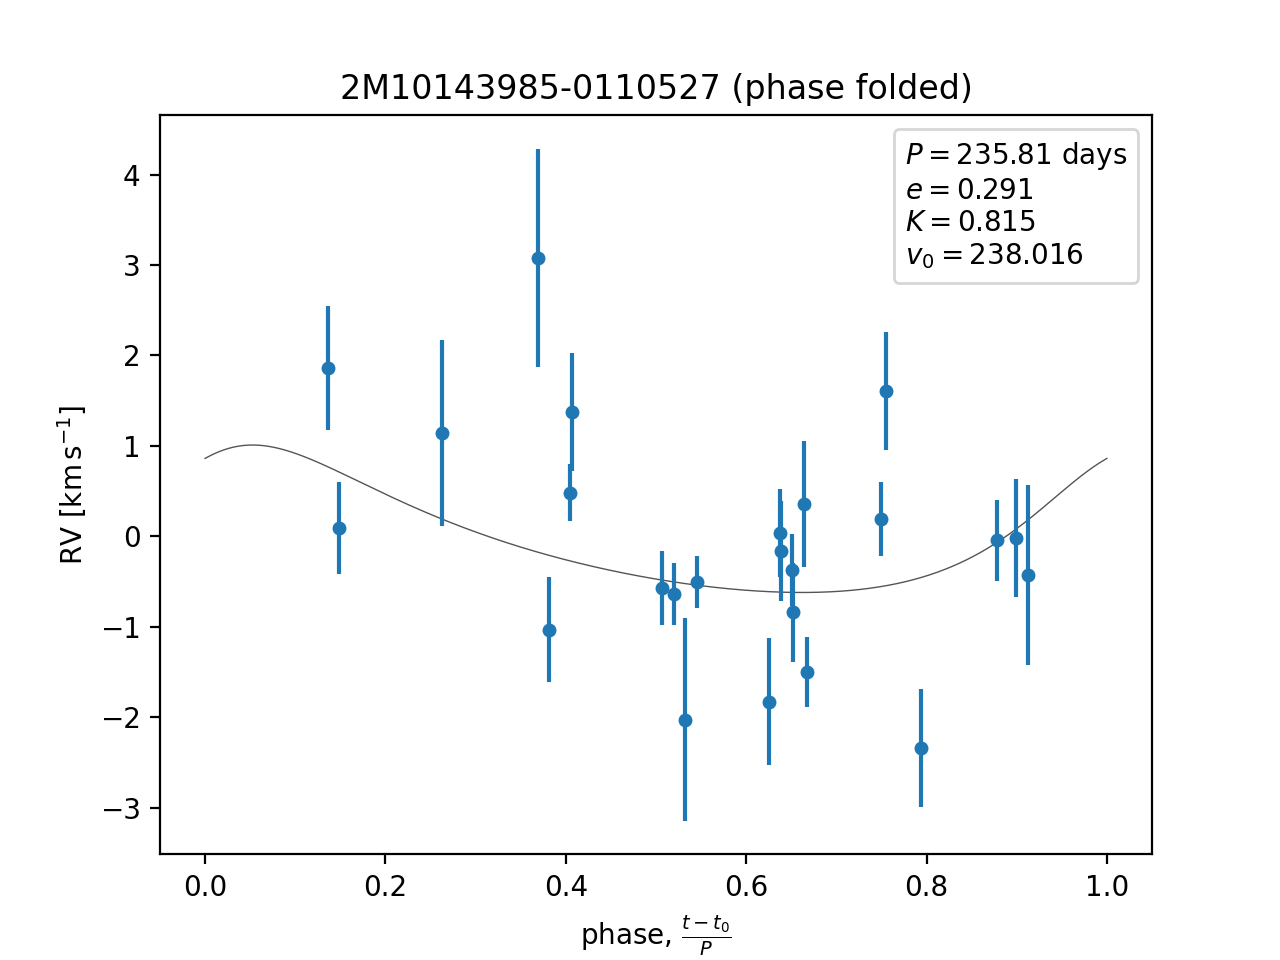 2M10143985-0110527 (phase folded)
P = 235.81 days
e = 0.291
K = 0.815
v₀ = 238.016
4
3
2
1
0
−1
−2
−3
RV [km s⁻¹]
0.0 0.2 0.4 0.6 0.8 1.0
phase, (t − t₀)/P